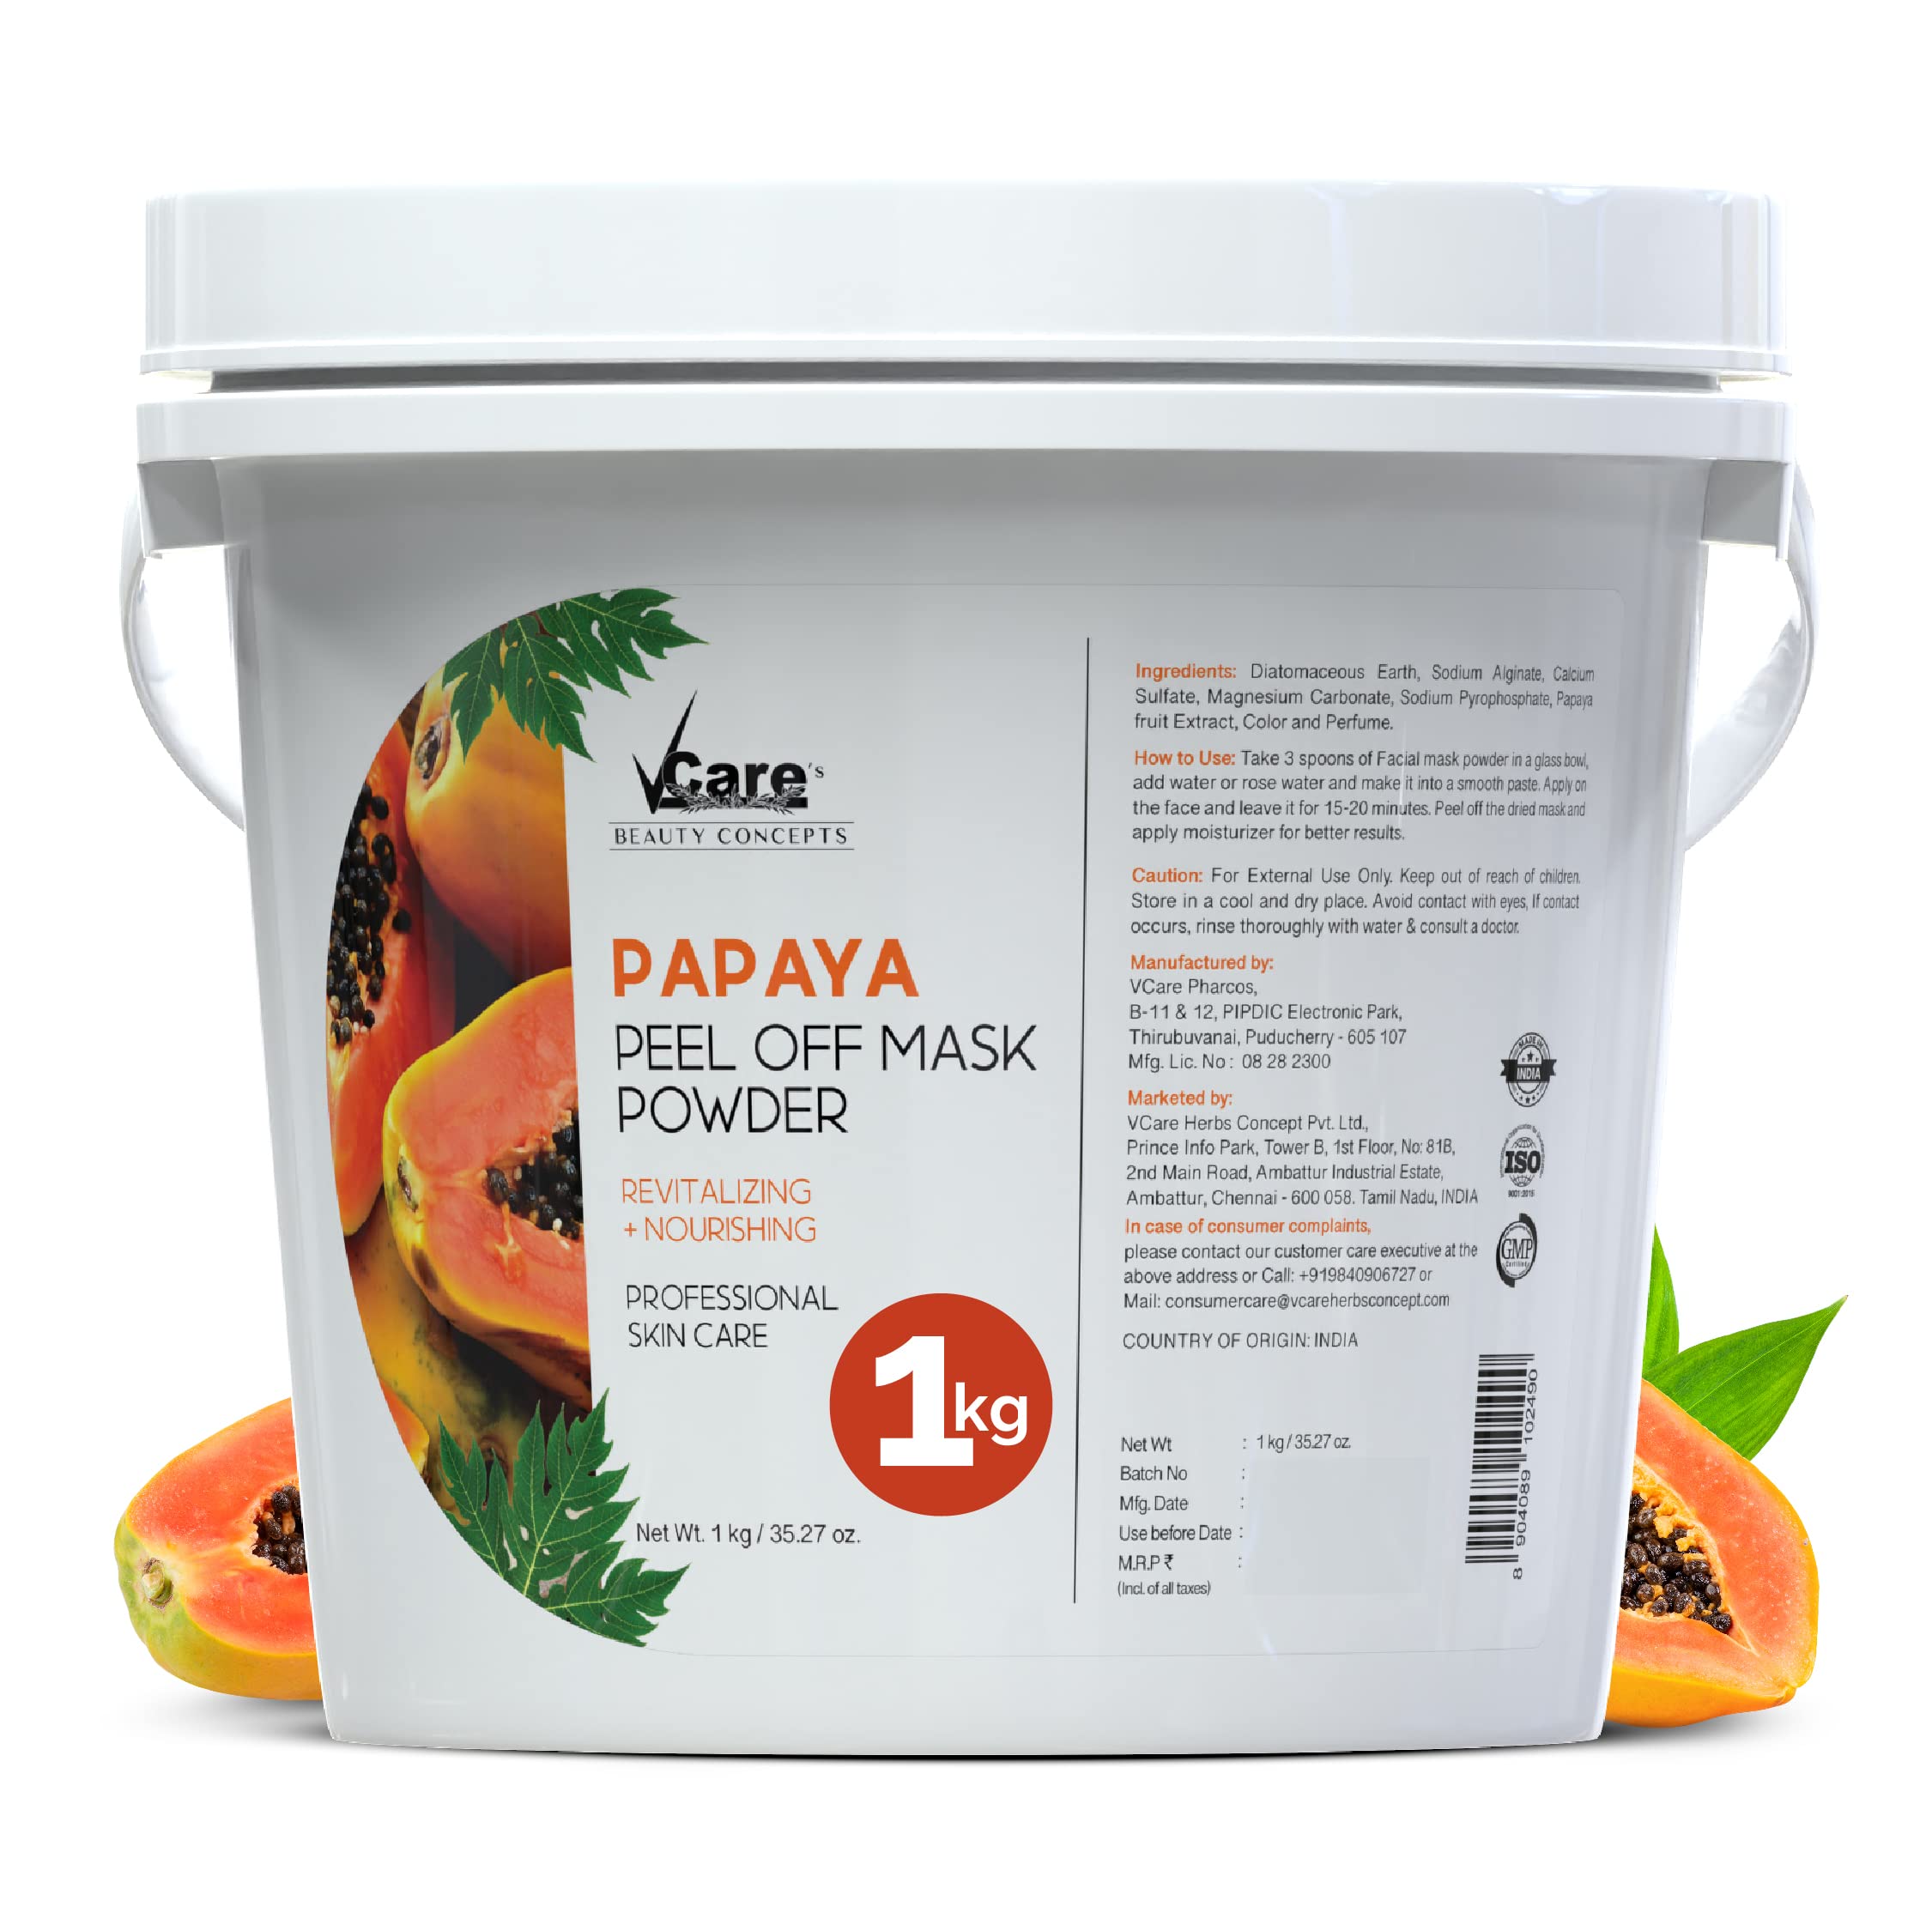 VCare's
BEAUTY CONCEPTS
PAPAYA
PEEL OFF MASK
POWDER
REVITALIZING
+ NOURISHING
PROFESSIONAL
SKIN CARE
1kg
Net Wt. 1 kg / 35.27 oz.
Ingredients: Diatomaceous Earth, Sodium Alginate, Calcium
Sulfate, Magnesium Carbonate, Sodium Pyrophosphate, Papaya
fruit Extract, Color and Perfume.
How to Use: Take 3 spoons of Facial mask powder in a glass bowl,
add water or rose water and make it into a smooth paste. Apply on
the face and leave it for 15-20 minutes. Peel off the dried mask and
apply moisturizer for better results.
Caution: For External Use Only. Keep out of reach of children.
Store in a cool and dry place. Avoid contact with eyes, If contact
occurs, rinse thoroughly with water & consult a doctor.
Manufactured by:
VCare Pharcos,
B-11 & 12, PIPDIC Electronic Park,
Thirubuvanai, Puducherry - 605 107
Mfg. Lic. No : 08 28 2300
Marketed by:
VCare Herbs Concept Pvt. Ltd.,
Prince Info Park, Tower B, 1st Floor, No: 81B,
2nd Main Road, Ambattur Industrial Estate,
Ambattur, Chennai - 600 058. Tamil Nadu, INDIA
In case of consumer complaints,
please contact our customer care executive at the
above address or Call: +919840906727 or
Mail: consumercare@vcareherbsconcept.com
COUNTRY OF ORIGIN: INDIA
MADE IN
INDIA
ISO
9001:2015
GMP
Certified
Net Wt : 1 kg / 35.27 oz.
Batch No :
Mfg. Date :
Use before Date :
M.R.P ₹ :
(Incl. of all taxes)
8 904089 102490